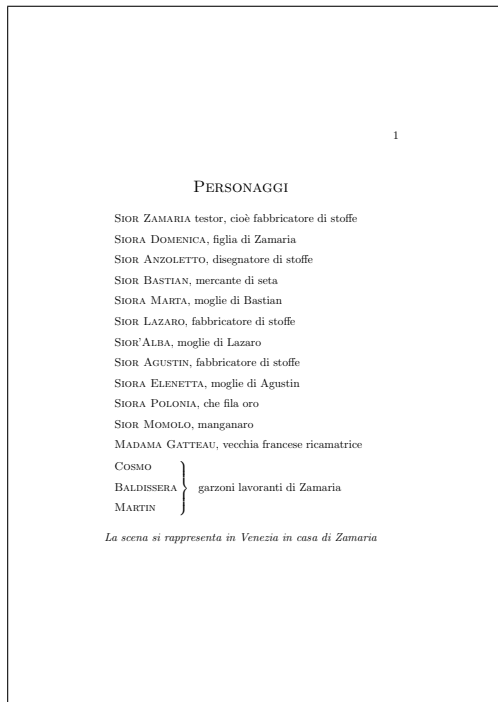 1
PERSONAGGI
SIOR ZAMARIA testor, cioè fabbricatore di stoffe
SIORA DOMENICA, figlia di Zamaria
SIOR ANZOLETTO, disegnatore di stoffe
SIOR BASTIAN, mercante di seta
SIORA MARTA, moglie di Bastian
SIOR LAZARO, fabbricatore di stoffe
SIOR'ALBA, moglie di Lazaro
SIOR AGUSTIN, fabbricatore di stoffe
SIORA ELENETTA, moglie di Agustin
SIORA POLONIA, che fila oro
SIOR MOMOLO, manganaro
MADAMA GATTEAU, vecchia francese ricamatrice
COSMO
BALDISSERA } garzoni lavoranti di Zamaria
MARTIN
La scena si rappresenta in Venezia in casa di Zamaria